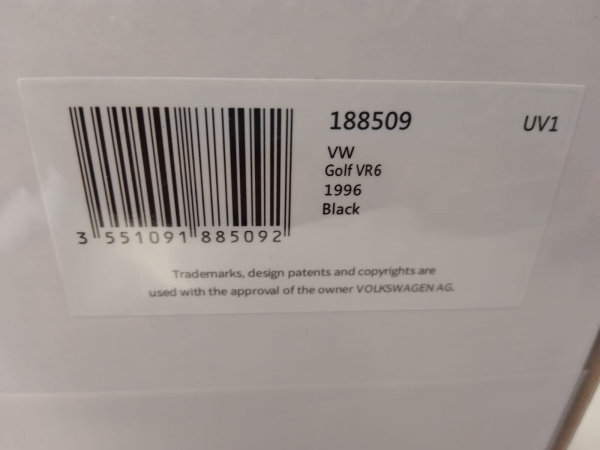 188509
UV1
VW
Golf VR6
1996
Black
3 551091 885092
Trademarks, design patents and copyrights are
used with the approval of the owner VOLKSWAGEN AG.